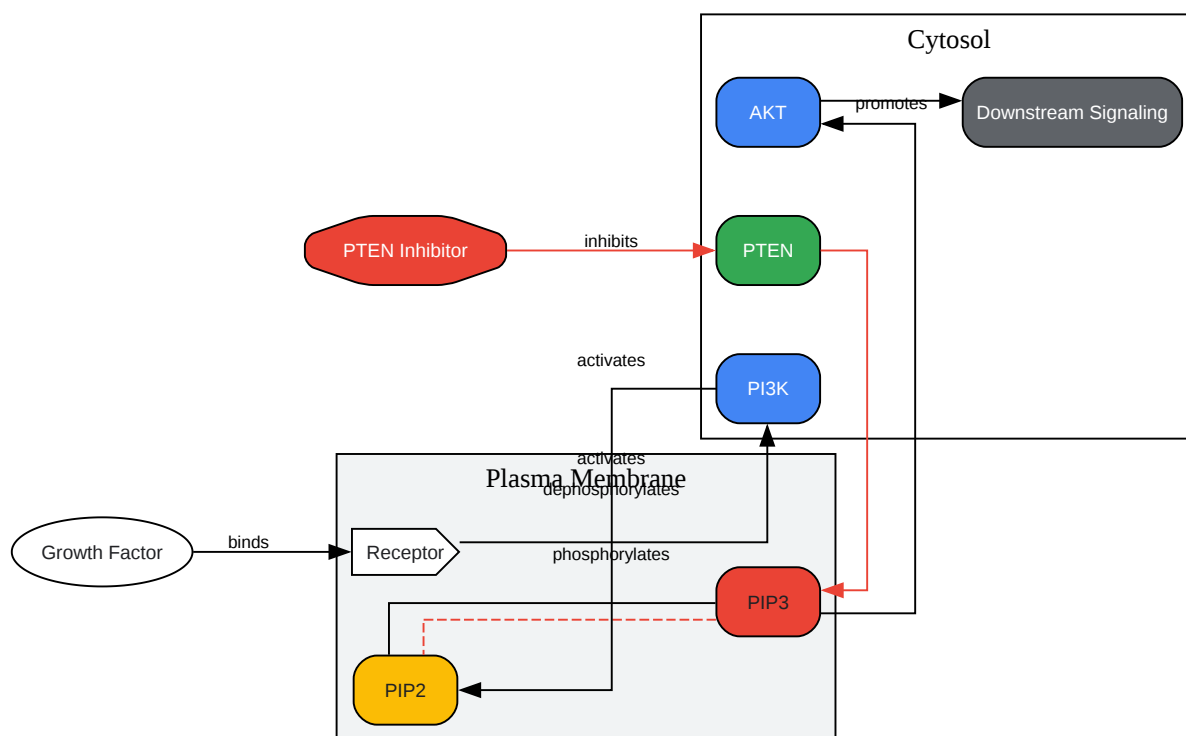 Cytosol
AKT
promotes
Downstream Signaling
PTEN Inhibitor
inhibits
PTEN
activates
PI3K
activates
Plasma Membrane
dephosphorylates
Growth Factor
binds
Receptor
phosphorylates
PIP3
PIP2